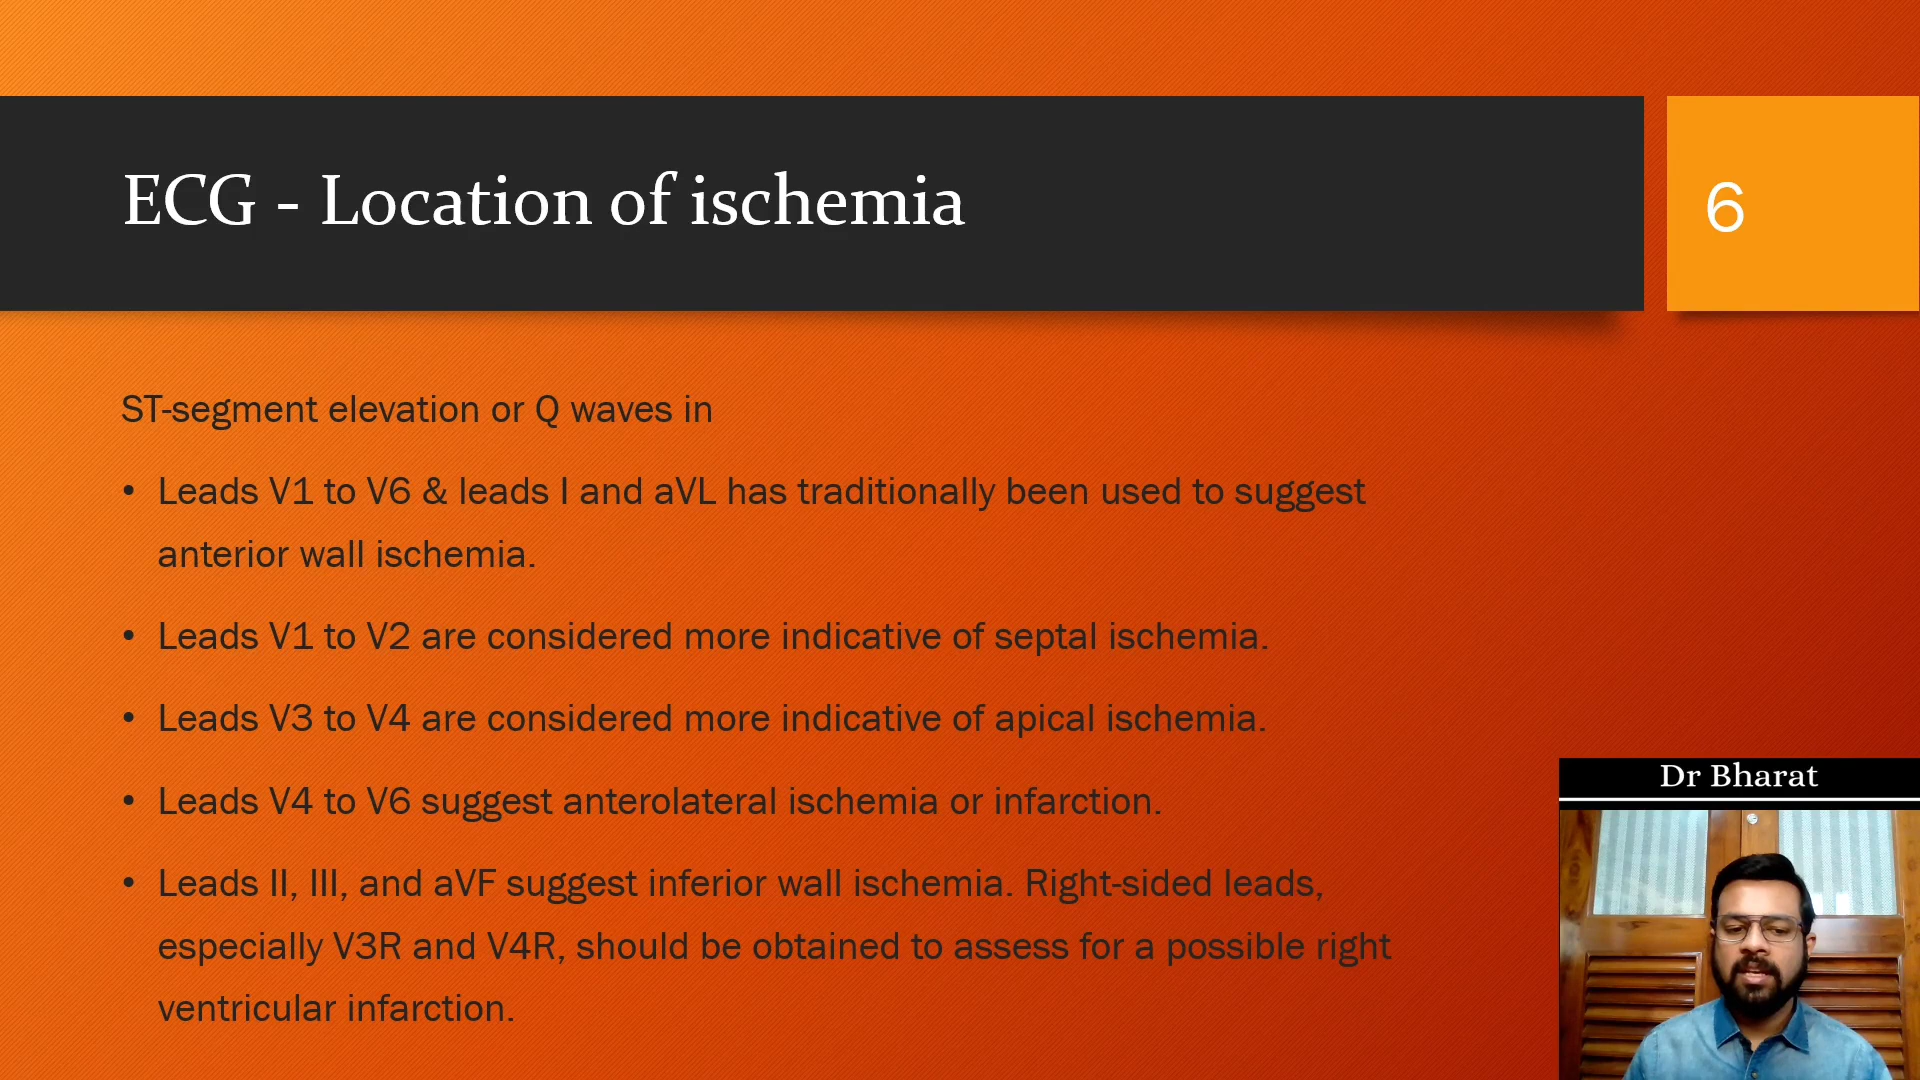 ECG - Location of ischemia
6
ST-segment elevation or Q waves in
• Leads V1 to V6 & leads I and aVL has traditionally been used to suggest
anterior wall ischemia.
• Leads V1 to V2 are considered more indicative of septal ischemia.
• Leads V3 to V4 are considered more indicative of apical ischemia.
• Leads V4 to V6 suggest anterolateral ischemia or infarction.
• Leads II, III, and aVF suggest inferior wall ischemia. Right-sided leads,
especially V3R and V4R, should be obtained to assess for a possible right
ventricular infarction.
Dr Bharat